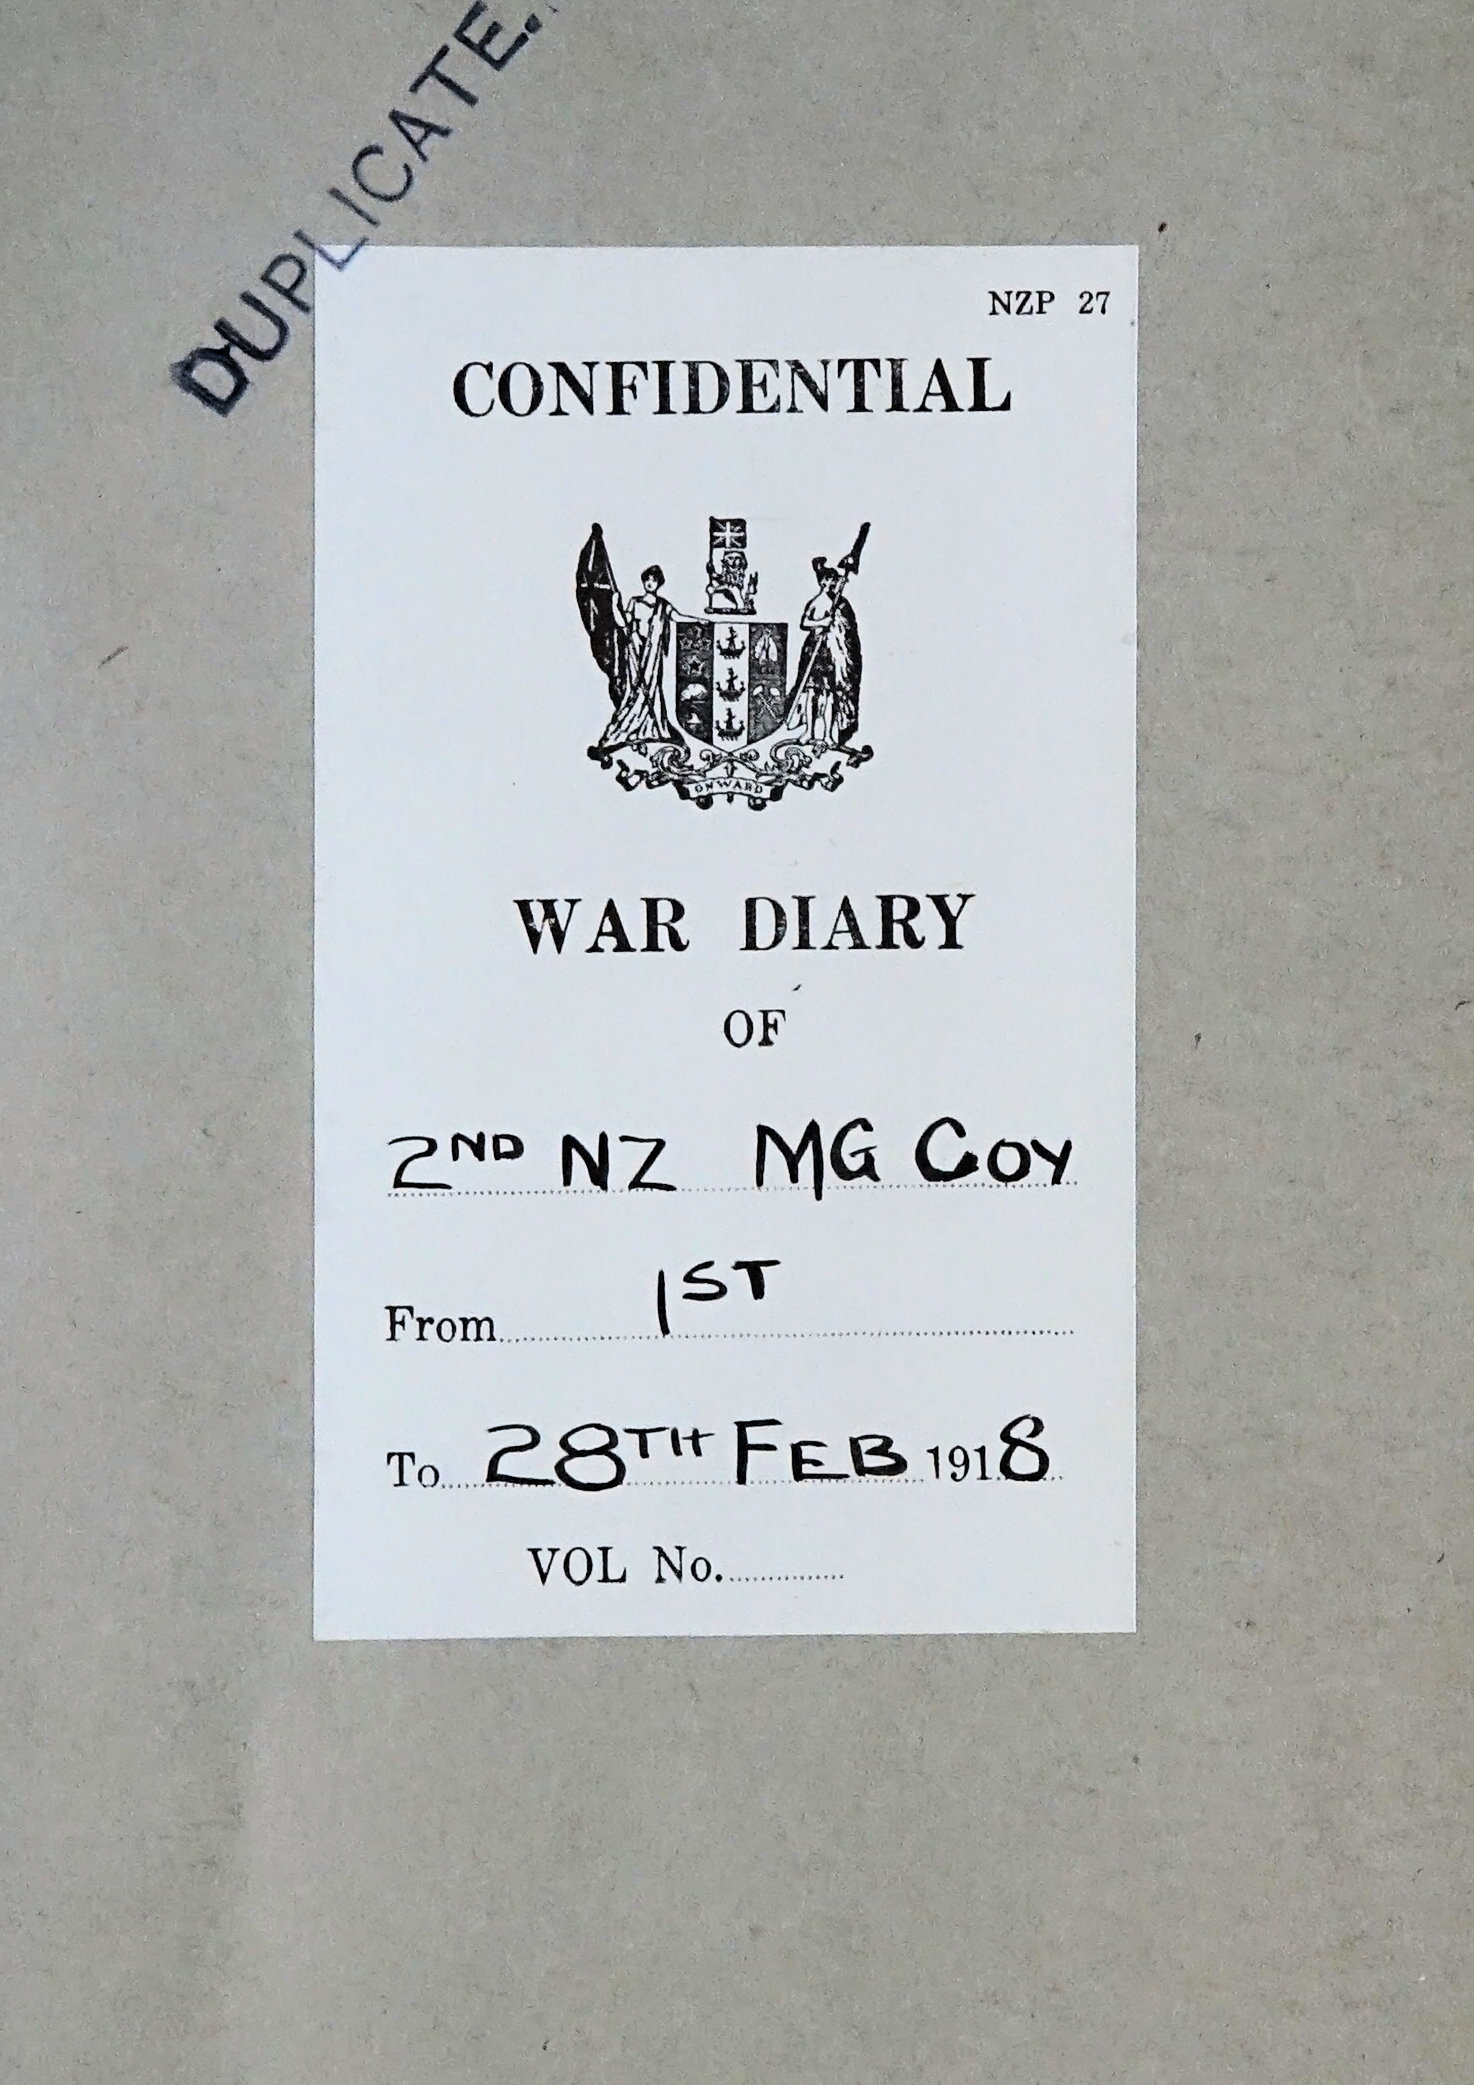 DUPLICATE.
NZP 27
CONFIDENTIAL
ONWARD
WAR DIARY
OF
2ND NZ MG COY
From 1ST
To 28TH FEB 1918
VOL No.